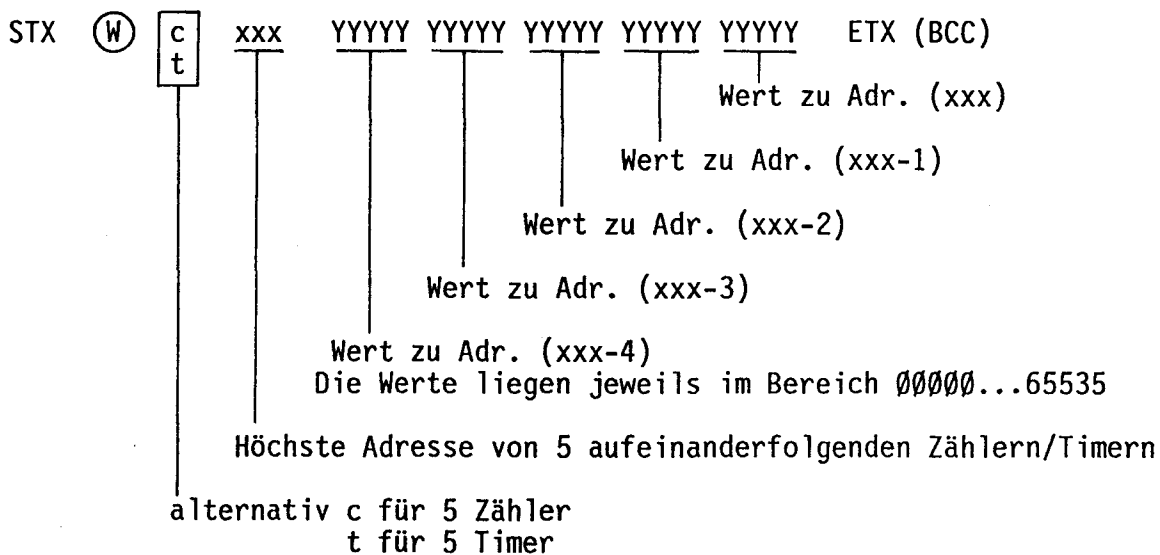 STX W c xxx YYYYY YYYYY YYYYY YYYYY YYYYY ETX (BCC)
t
Wert zu Adr. (xxx)
Wert zu Adr. (xxx-1)
Wert zu Adr. (xxx-2)
Wert zu Adr. (xxx-3)
Wert zu Adr. (xxx-4)
Die Werte liegen jeweils im Bereich ØØØØØ...65535
Höchste Adresse von 5 aufeinanderfolgenden Zählern/Timern
alternativ c für 5 Zähler
t für 5 Timer